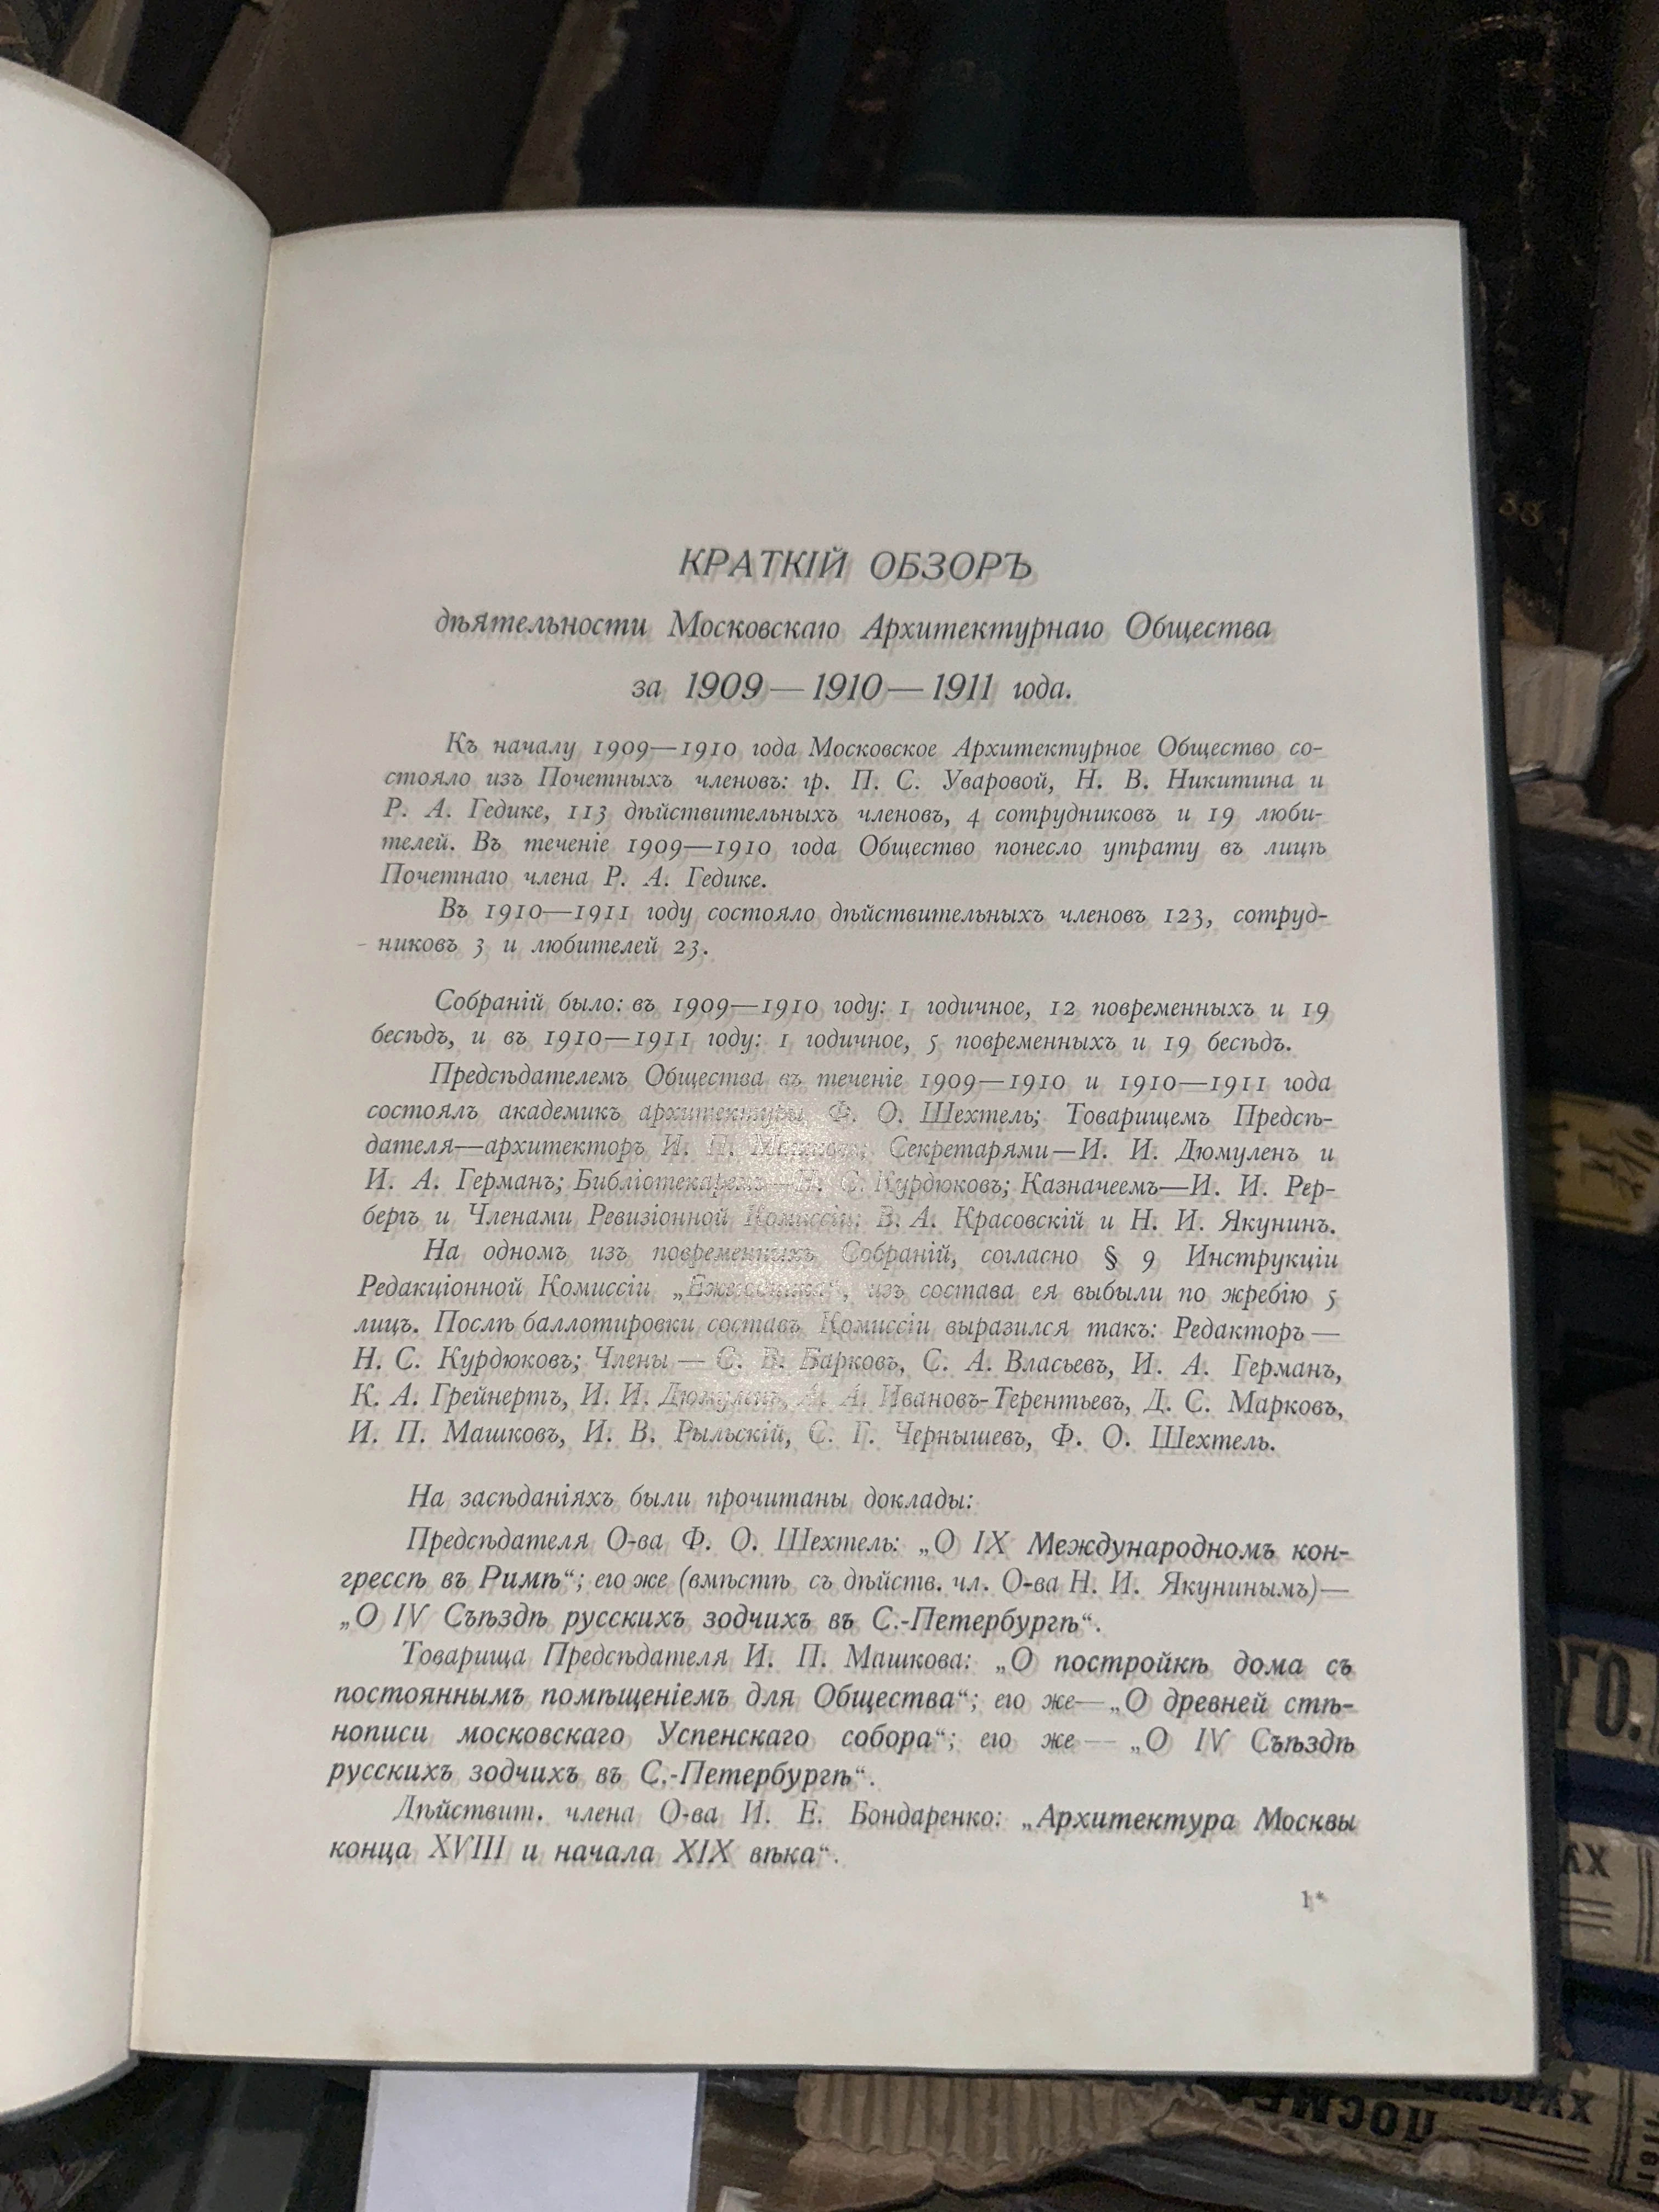 КРАТКІЙ ОБЗОРЪ
дѣятельности Московскаго Архитектурнаго Общества
за 1909—1910—1911 года.
Къ началу 1909—1910 года Московское Архитектурное Общество со-
стояло изъ Почетныхъ членовъ: гр. П. С. Уваровой, Н. В. Никитина и
Р. А. Гедике, 113 дѣйствительныхъ членовъ, 4 сотрудниковъ и 19 люби-
телей. Въ теченіе 1909—1910 года Общество понесло утрату въ лицѣ
Почетнаго члена Р. А. Гедике.
Въ 1910—1911 году состояло дѣйствительныхъ членовъ 123, сотруд-
никовъ 3 и любителей 23.
Собраній было: въ 1909—1910 году: 1 годичное, 12 повременныхъ и 19
бесѣдъ, и въ 1910—1911 году: 1 годичное, 5 повременныхъ и 19 бесѣдъ.
Предсѣдателемъ Общества въ теченіе 1909—1910 и 1910—1911 года
состоялъ академикъ архитектуры Ф. О. Шехтель; Товарищемъ Предсѣ-
дателя—архитекторъ И. П. Машковъ; Секретарями—И. И. Дюмуленъ и
И. А. Германъ; Библіотекаремъ—Н. С. Курдюковъ; Казначеемъ—И. И. Рер-
бергъ и Членами Ревизіонной Комиссіи: В. А. Красовскій и Н. И. Якунинъ.
На одномъ изъ повременныхъ Собраній, согласно § 9 Инструкціи
Редакціонной Комиссіи „Ежегодника“, изъ состава ея выбыли по жребію 5
лицъ. Послѣ баллотировки составъ Комиссіи выразился такъ: Редакторъ—
Н. С. Курдюковъ; Члены — С. В. Барковъ, С. А. Власьевъ, И. А. Германъ,
К. А. Грейнертъ, И. И. Дюмуленъ, А. А. Ивановъ-Терентьевъ, Д. С. Марковъ,
И. П. Машковъ, И. В. Рыльскій, С. Г. Чернышевъ, Ф. О. Шехтель.
На засѣданіяхъ были прочитаны доклады:
Предсѣдателя О-ва Ф. О. Шехтель: „О IX Международномъ кон-
грессѣ въ Римѣ“; его же (вмѣстѣ съ дѣйств. чл. О-ва Н. И. Якунинымъ)—
„О IV Съѣздѣ русскихъ зодчихъ въ С.-Петербургѣ“.
Товарища Предсѣдателя И. П. Машкова: „О постройкѣ дома съ
постояннымъ помѣщеніемъ для Общества“; его же—„О древней стѣ-
нописи московскаго Успенскаго собора“; его же — „О IV Съѣздѣ
русскихъ зодчихъ въ С.-Петербургѣ“.
Дѣйствит. члена О-ва И. Е. Бондаренко: „Архитектура Москвы
конца XVIII и начала XIX вѣка“.
1*